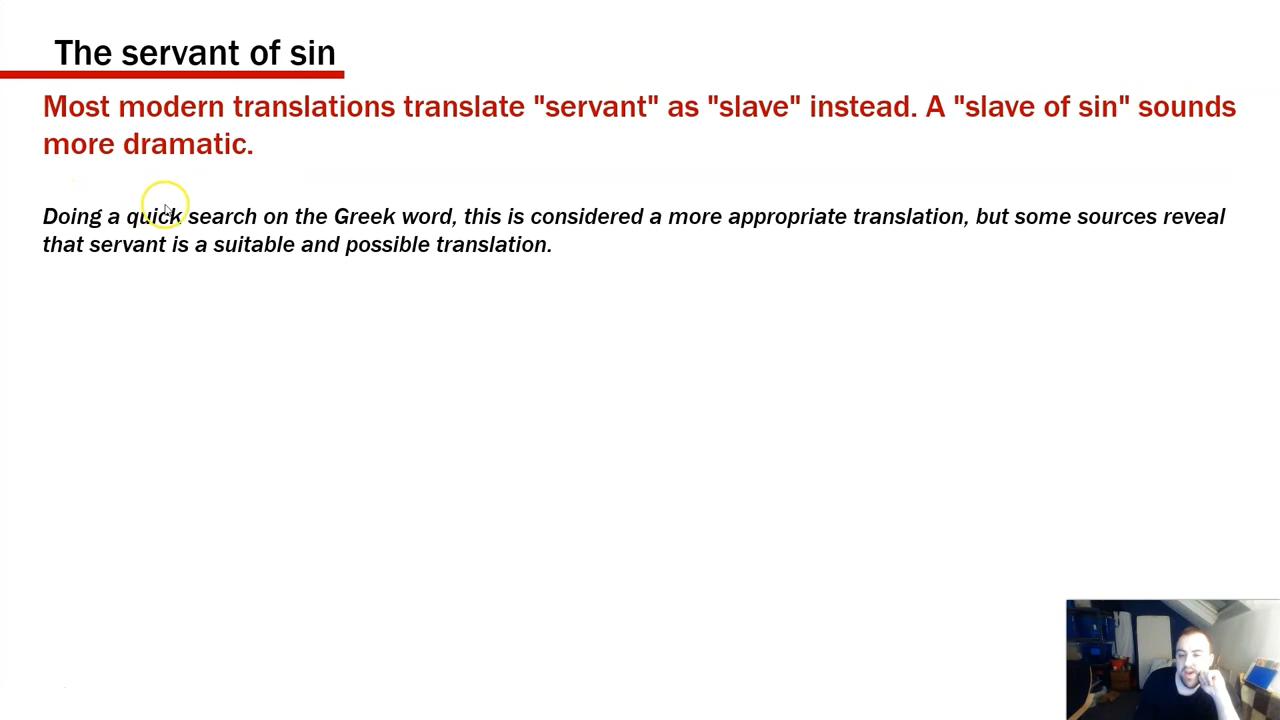 The servant of sin
Most modern translations translate "servant" as "slave" instead. A "slave of sin" sounds
more dramatic.
Doing a quick search on the Greek word, this is considered a more appropriate translation, but some sources reveal
that servant is a suitable and possible translation.